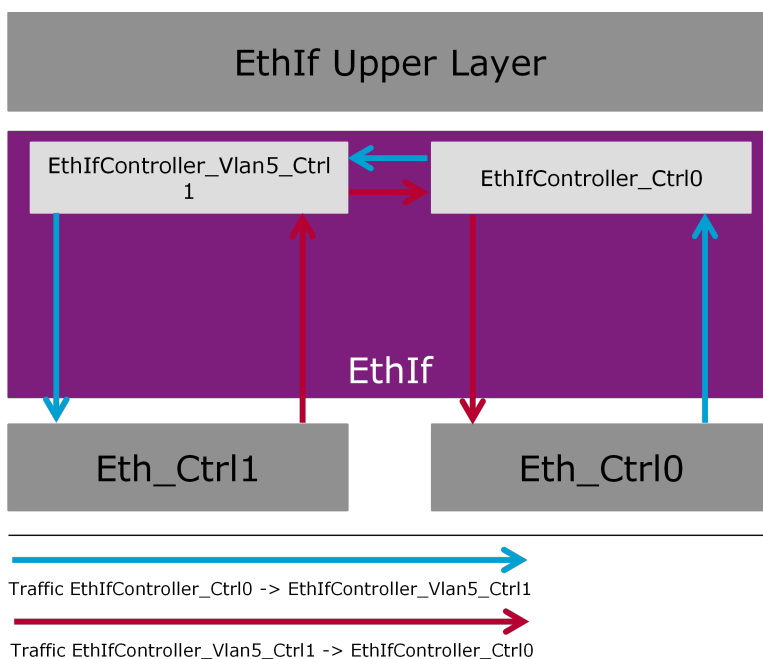 EthIf Upper Layer
EthIfController_Vlan5_Ctrl
1
EthIfController_Ctrl0
EthIf
Eth_Ctrl1
Eth_Ctrl0
Traffic EthIfController_Ctrl0 -> EthIfController_Vlan5_Ctrl1
Traffic EthIfController_Vlan5_Ctrl1 -> EthIfController_Ctrl0